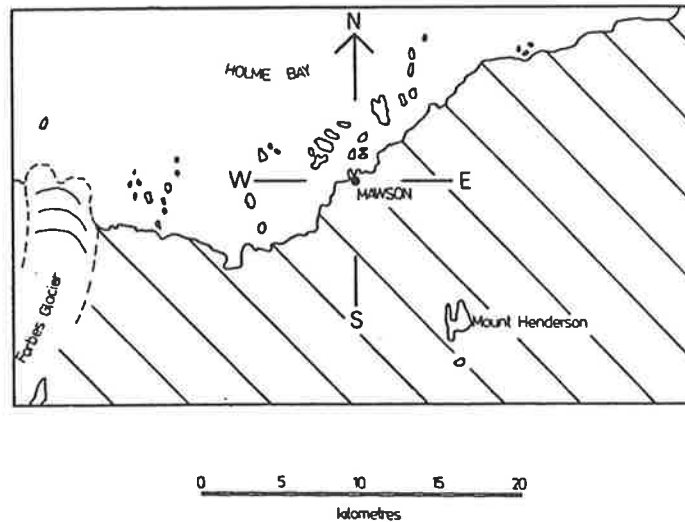 N
HOLME BAY
W
E
MAWSON
S
Forbes Glacier
Mount Henderson
0 5 10 15 20
kilometres